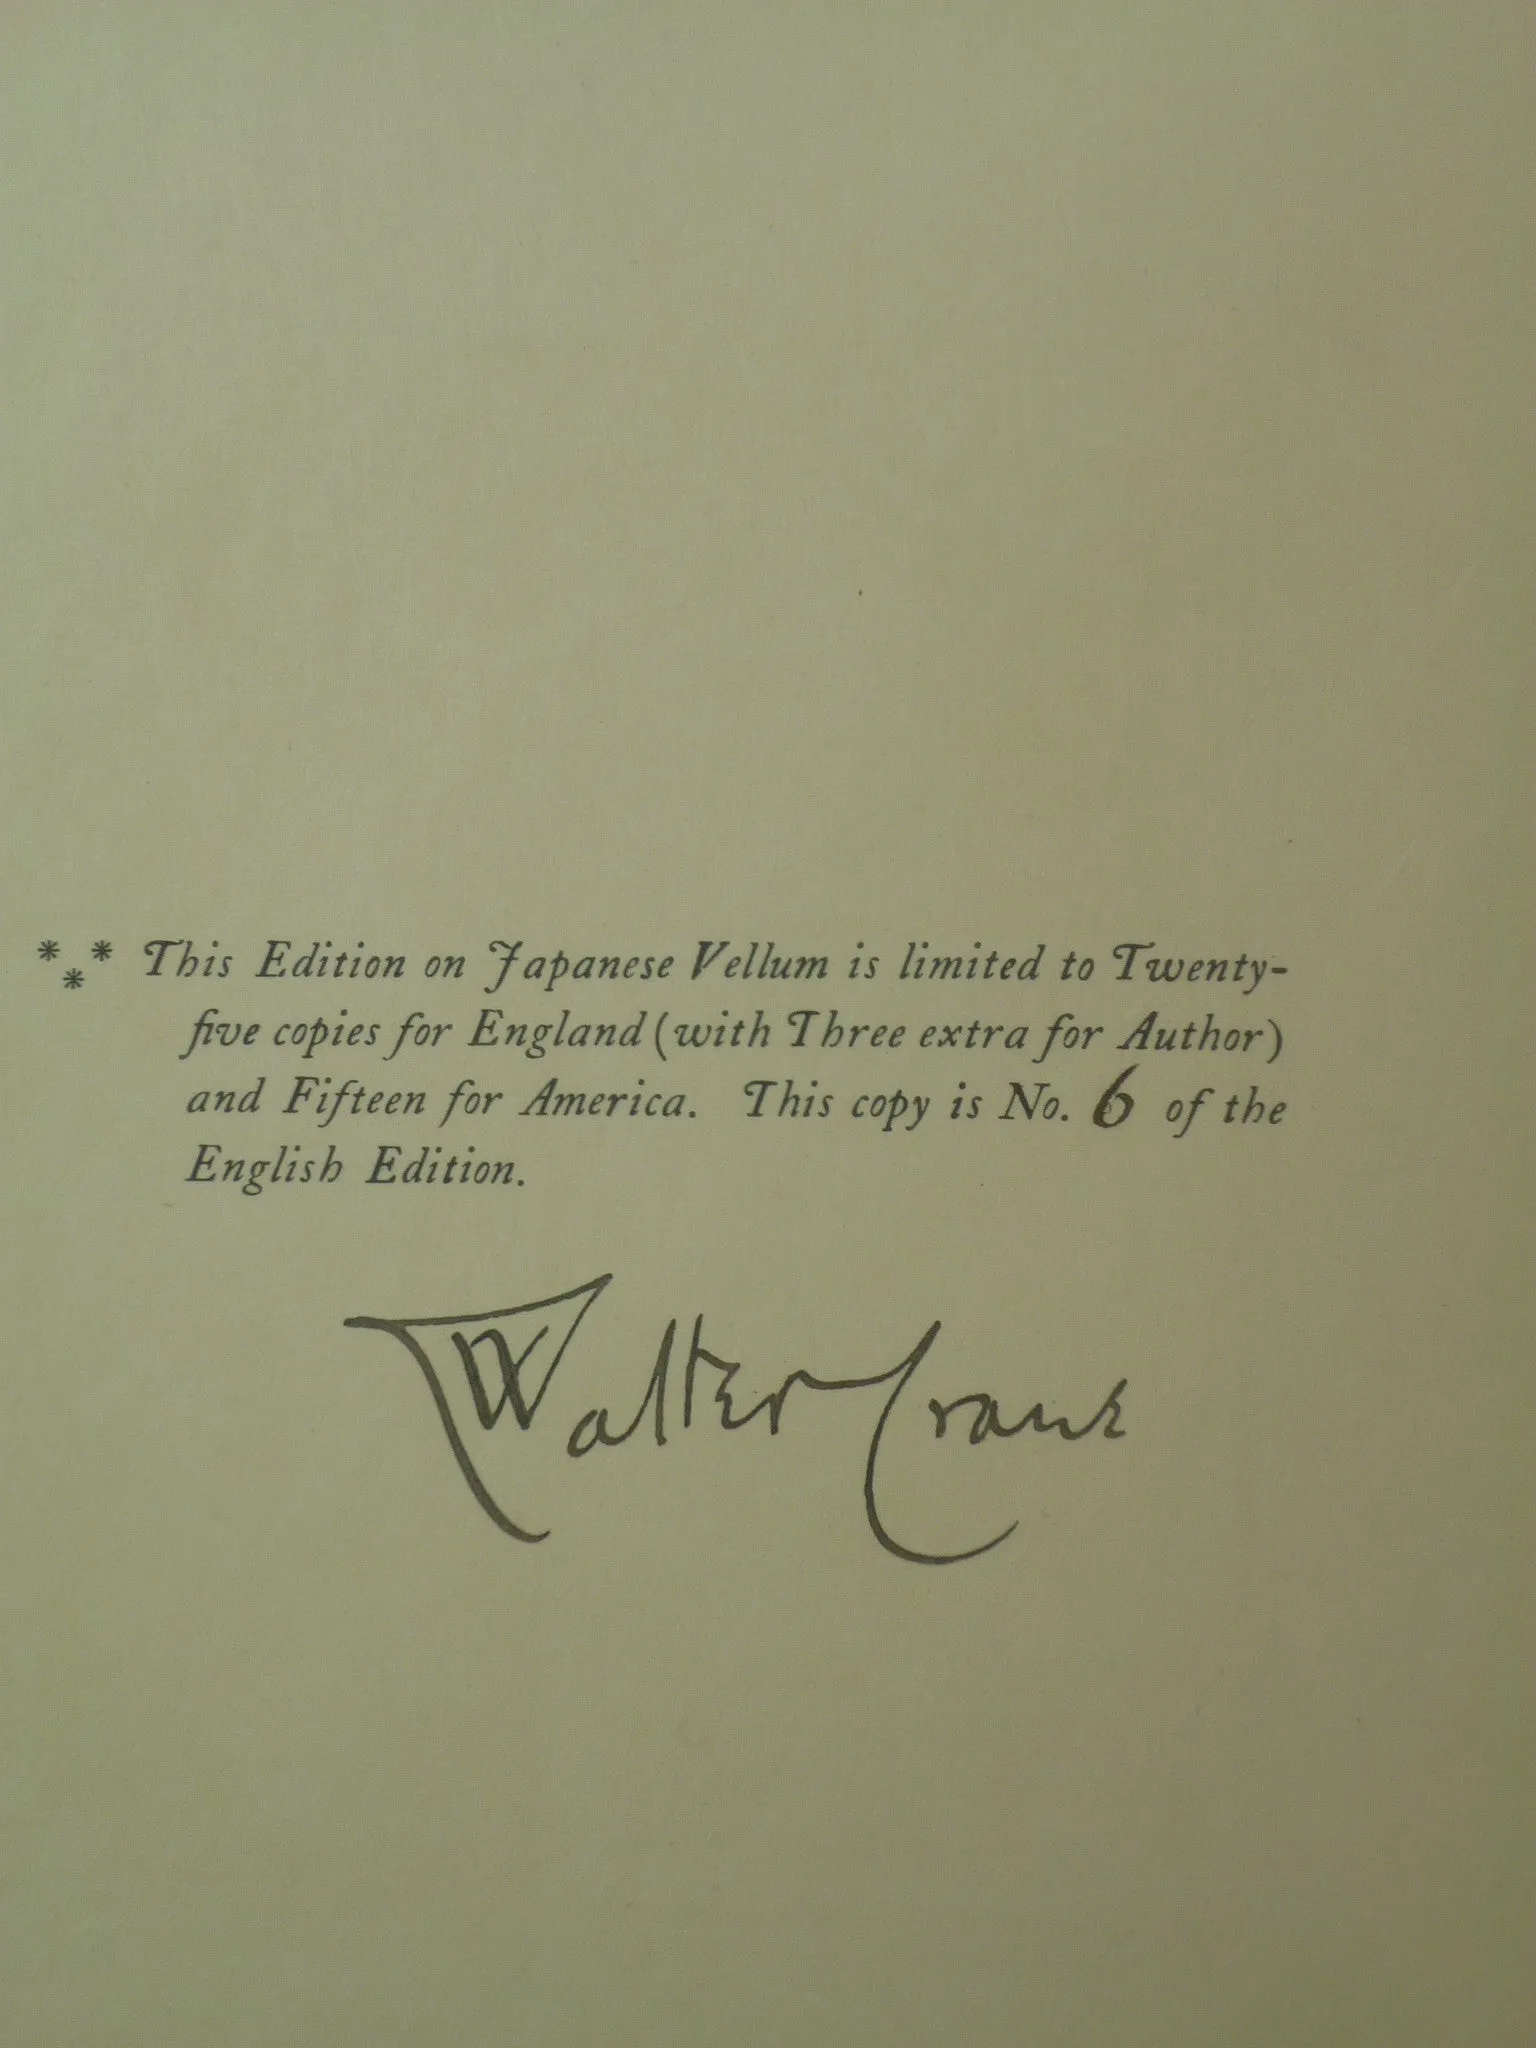 *** This Edition on Japanese Vellum is limited to Twenty-
five copies for England (with Three extra for Author)
and Fifteen for America. This copy is No. 6 of the
English Edition.
Walter Crane